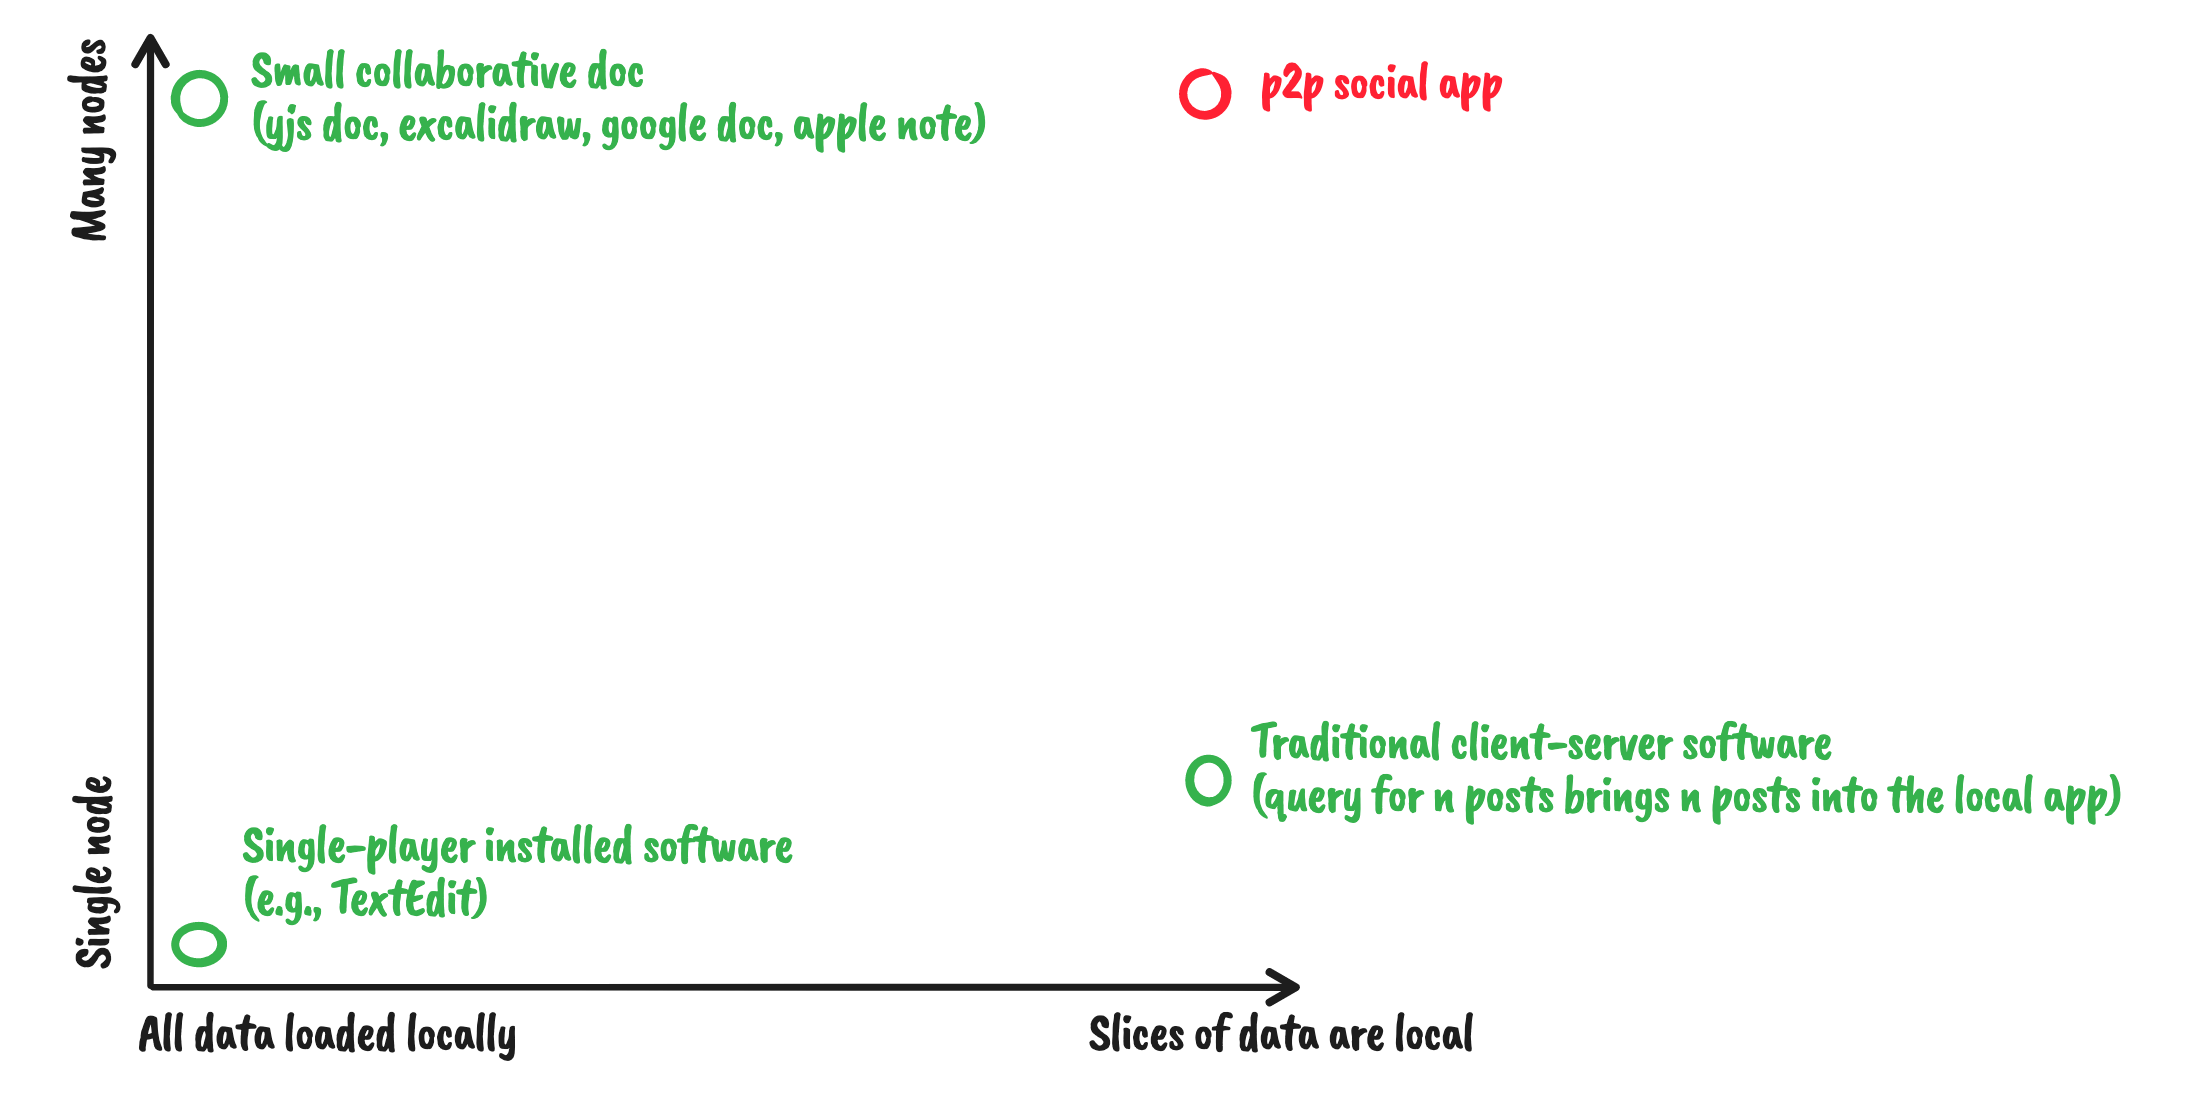 Many nodes
Small collaborative doc
(yjs doc, excalidraw, google doc, apple note)
p2p social app
Traditional client-server software
(query for n posts brings n posts into the local app)
Single node
Single-player installed software
(e.g., TextEdit)
All data loaded locally
Slices of data are local